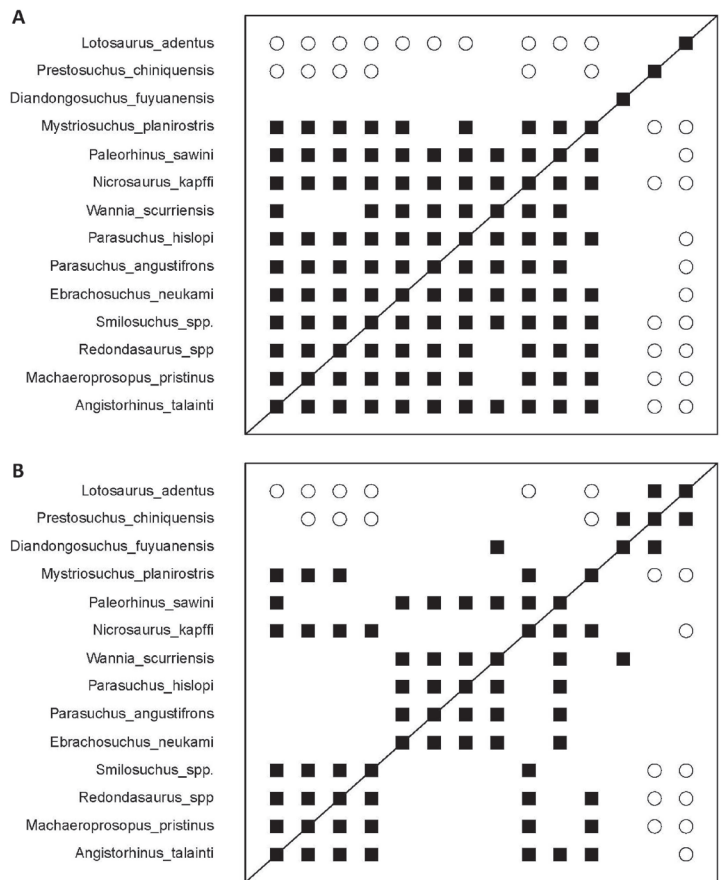 A
Lotosaurus_adentus
Prestosuchus_chiniquensis
Diandongosuchus_fuyuanensis
Mystriosuchus_planirostris
Paleorhinus_sawini
Nicrosaurus_kapffi
Wannia_scurriensis
Parasuchus_hislopi
Parasuchus_angustifrons
Ebrachosuchus_neukami
Smilosuchus_spp.
Redondasaurus_spp
Machaeroprosopus_pristinus
Angistorhinus_talainti
B
Lotosaurus_adentus
Prestosuchus_chiniquensis
Diandongosuchus_fuyuanensis
Mystriosuchus_planirostris
Paleorhinus_sawini
Nicrosaurus_kapffi
Wannia_scurriensis
Parasuchus_hislopi
Parasuchus_angustifrons
Ebrachosuchus_neukami
Smilosuchus_spp.
Redondasaurus_spp
Machaeroprosopus_pristinus
Angistorhinus_talainti